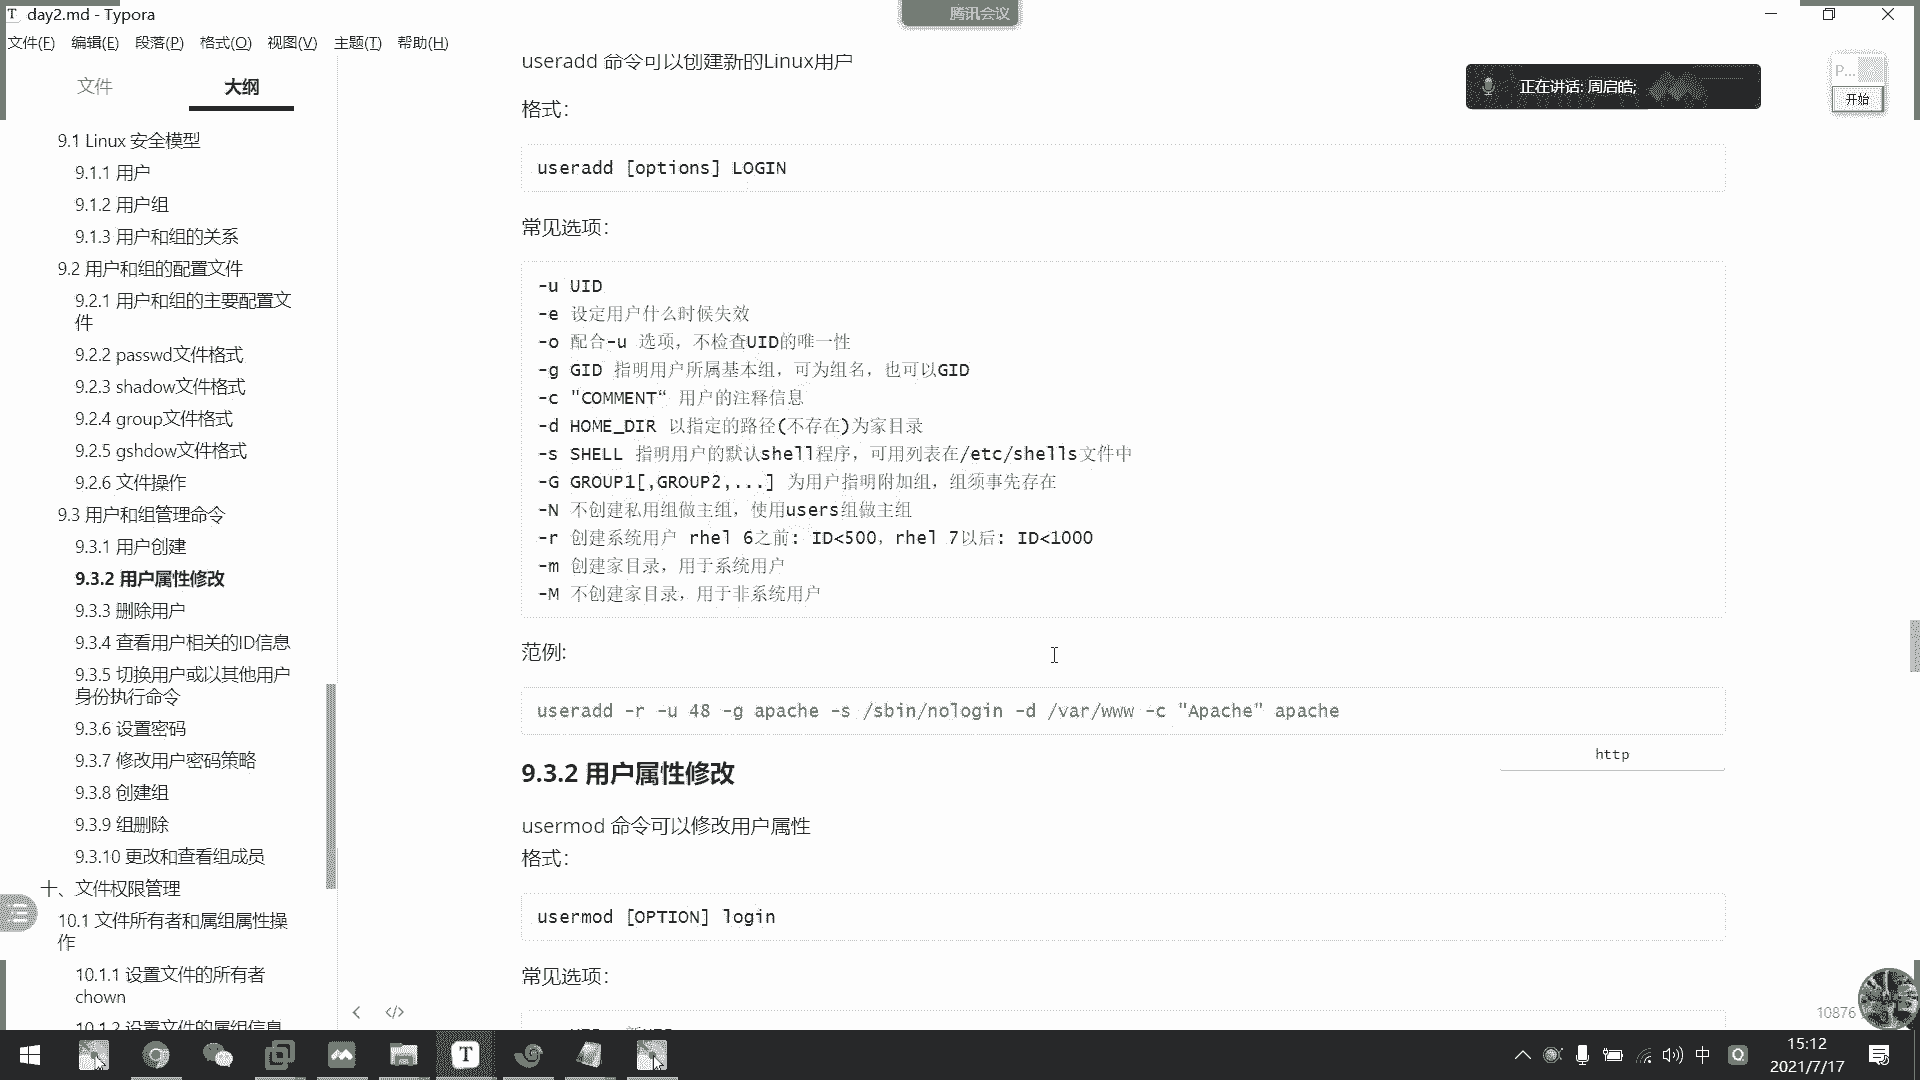 day2.md - Typora
腾讯会议
文件(F) 编辑(E) 段落(P) 格式(O) 视图(V) 主题(T) 帮助(H)
文件
大纲
9.1 Linux 安全模型
9.1.1 用户
9.1.2 用户组
9.1.3 用户和组的关系
9.2 用户和组的配置文件
9.2.1 用户和组的主要配置文
件
9.2.2 passwd文件格式
9.2.3 shadow文件格式
9.2.4 group文件格式
9.2.5 gshdow文件格式
9.2.6 文件操作
9.3 用户和组管理命令
9.3.1 用户创建
9.3.2 用户属性修改
9.3.3 删除用户
9.3.4 查看用户相关的ID信息
9.3.5 切换用户或以其他用户
身份执行命令
9.3.6 设置密码
9.3.7 修改用户密码策略
9.3.8 创建组
9.3.9 组删除
9.3.10 更改和查看组成员
十、文件权限管理
10.1 文件所有者和属组属性操
作
10.1.1 设置文件的所有者
chown
10.1.2 设置文件的属组信息
useradd 命令可以创建新的Linux用户
格式：
useradd [options] LOGIN
常见选项：
-u UID
-e 设定用户什么时候失效
-o 配合-u 选项，不检查UID的唯一性
-g GID 指明用户所属基本组，可为组名，也可以GID
-c "COMMENT“ 用户的注释信息
-d HOME_DIR 以指定的路径(不存在)为家目录
-s SHELL 指明用户的默认shell程序，可用列表在/etc/shells文件中
-G GROUP1[,GROUP2,...] 为用户指明附加组，组须事先存在
-N 不创建私用组做主组，使用users组做主组
-r 创建系统用户 rhel 6之前: ID<500，rhel 7以后: ID<1000
-m 创建家目录，用于系统用户
-M 不创建家目录，用于非系统用户
范例:
useradd -r -u 48 -g apache -s /sbin/nologin -d /var/www -c "Apache" apache
http
9.3.2 用户属性修改
usermod 命令可以修改用户属性
格式：
usermod [OPTION] login
常见选项：
正在讲话: 周启皓;
P...
开始
10876
中
15:12
2021/7/17